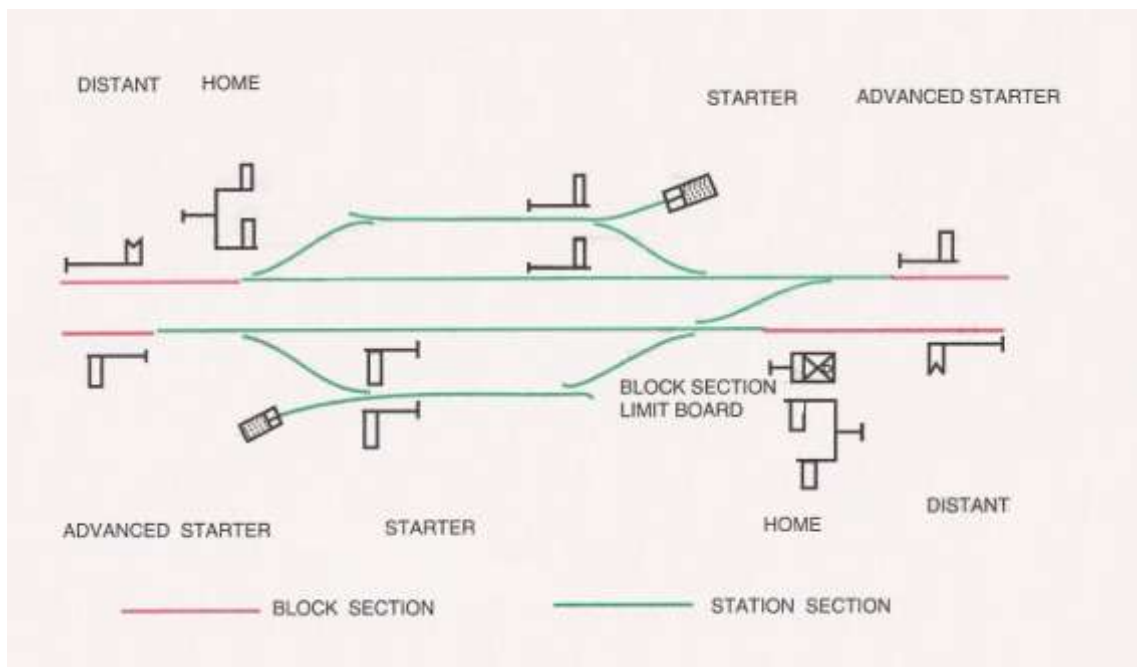 DISTANT
HOME
STARTER
ADVANCED STARTER
BLOCK SECTION
LIMIT BOARD
ADVANCED STARTER
STARTER
HOME
DISTANT
BLOCK SECTION
STATION SECTION